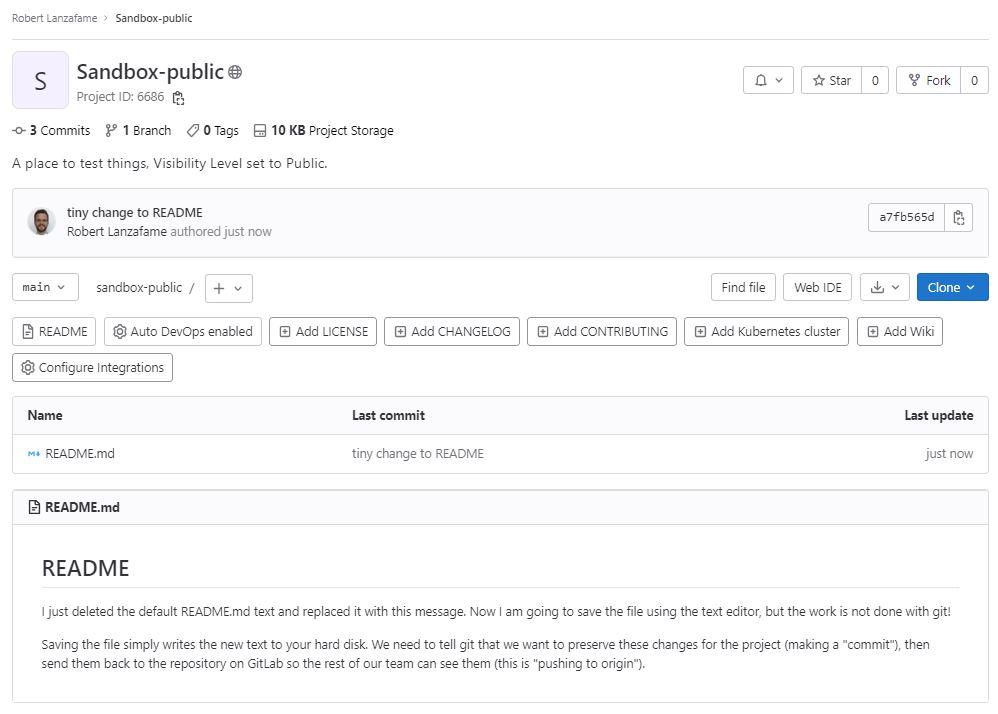 Robert Lanzafame > Sandbox-public
S
Sandbox-public
Project ID: 6686
Star 0 Fork 0
3 Commits 1 Branch 0 Tags 10 KB Project Storage
A place to test things, Visibility Level set to Public.
tiny change to README
Robert Lanzafame authored just now
a7fb565d
main sandbox-public / + Find file Web IDE Clone
README Auto DevOps enabled Add LICENSE Add CHANGELOG Add CONTRIBUTING Add Kubernetes cluster Add Wiki
Configure Integrations
Name Last commit Last update
M↓ README.md tiny change to README just now
README.md
README
I just deleted the default README.md text and replaced it with this message. Now I am going to save the file using the text editor, but the work is not done with git!
Saving the file simply writes the new text to your hard disk. We need to tell git that we want to preserve these changes for the project (making a "commit"), then
send them back to the repository on GitLab so the rest of our team can see them (this is "pushing to origin").